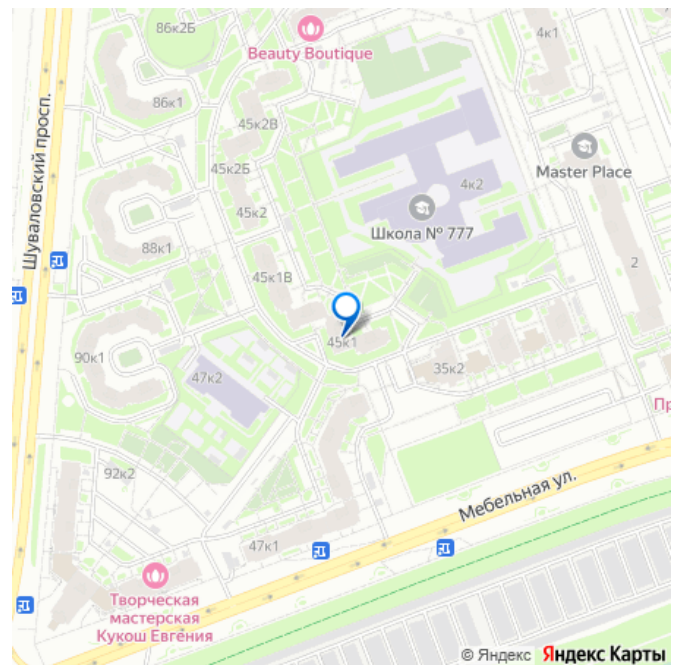 86к2Б
4к1
Beauty Boutique
86к1
Шуваловский просп.
45к2В
45к2Б
Master Place
4к2
45к2
Школа № 777
88к1
45к1В
2
45к1
90к1
35к2
47к2
Пр
92к2
Мебельная ул.
47к1
Творческая
мастерская
Кукош Евгения
© Яндекс Яндекс Карты